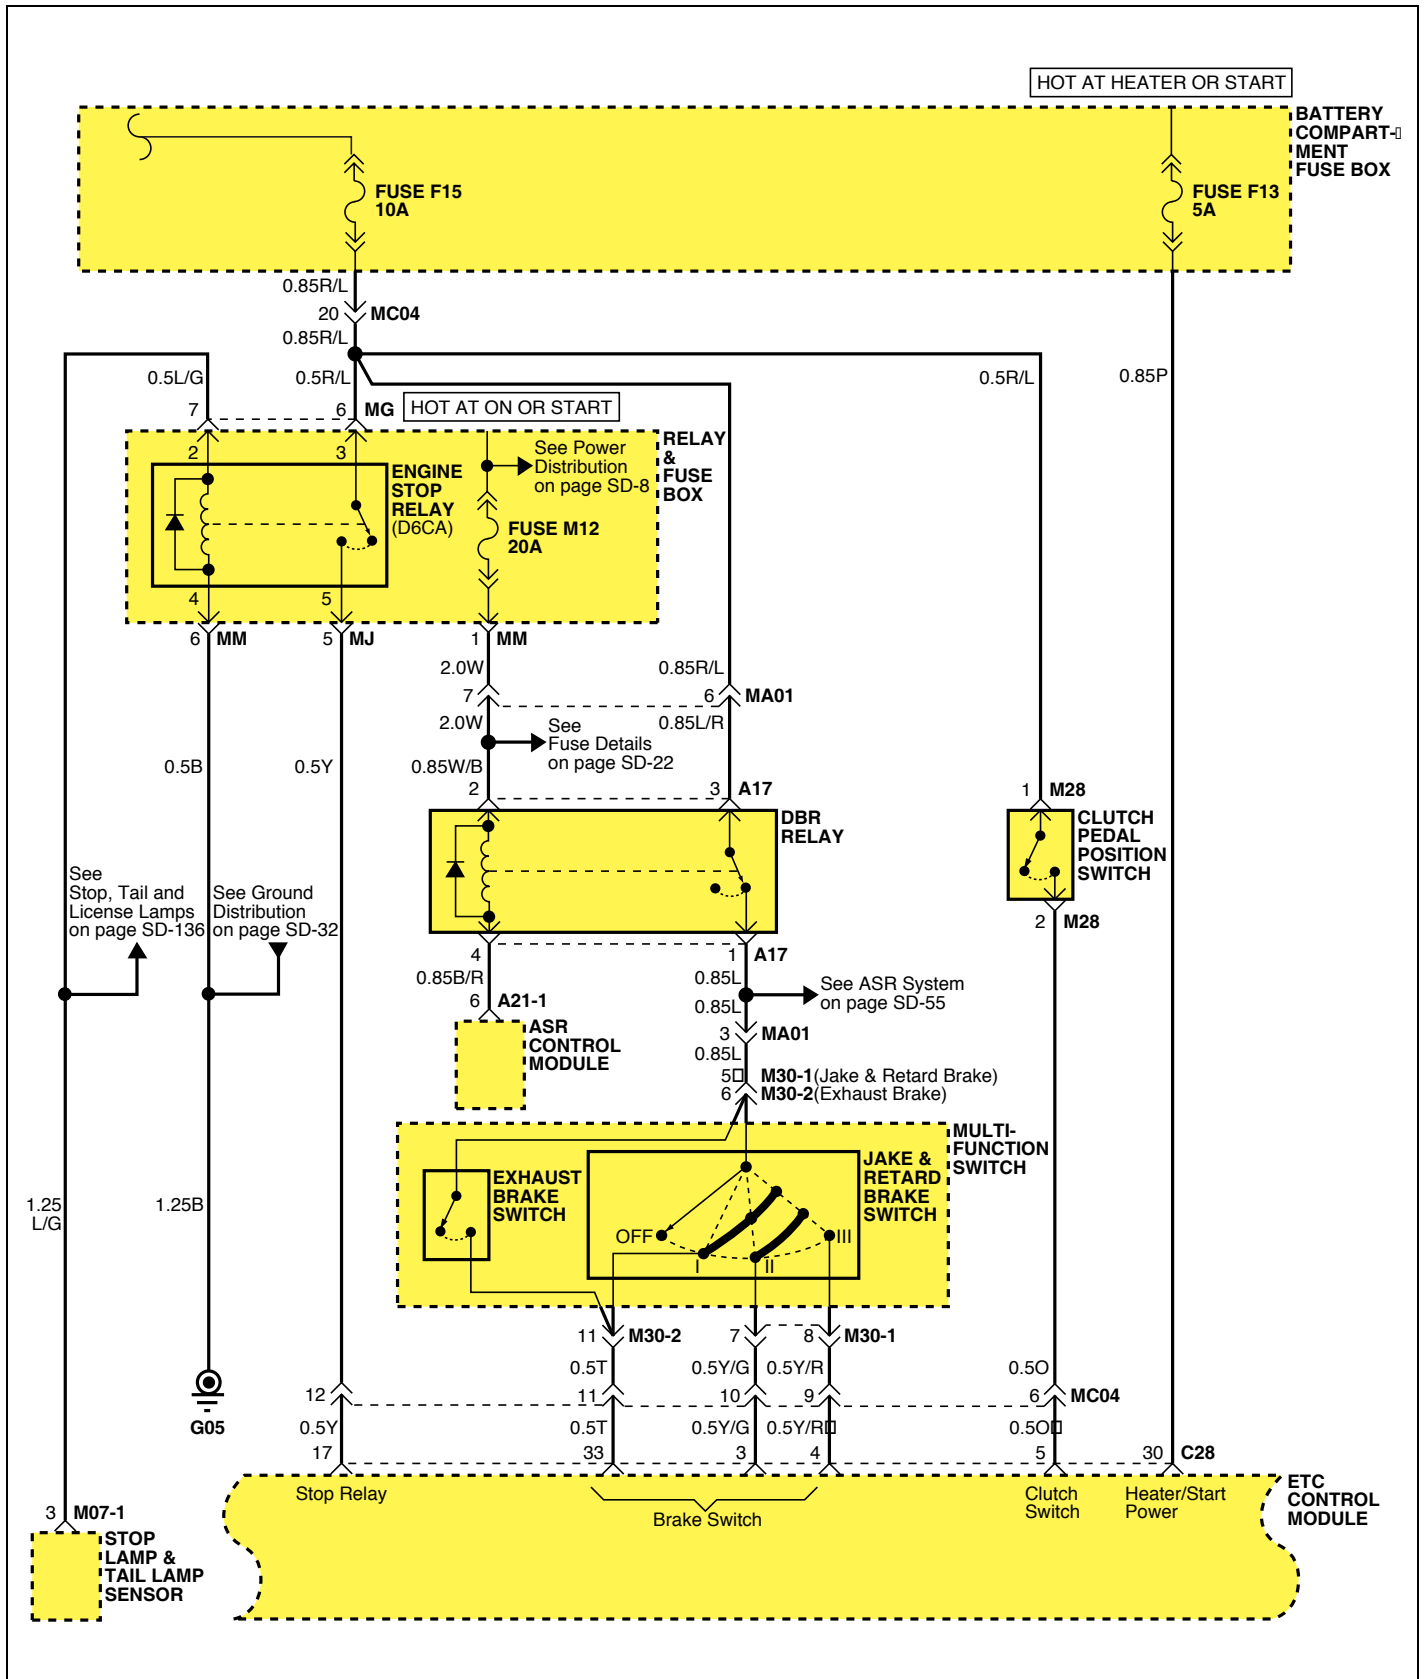 HOT AT HEATER OR START
BATTERY
COMPART-
MENT
FUSE BOX
FUSE F15
10A
FUSE F13
5A
0.85R/L
20 MC04
0.85R/L
0.5L/G
0.5R/L
0.5R/L
0.85P
7
6 MG
HOT AT ON OR START
RELAY
&
FUSE
BOX
2
3
See Power
Distribution
on page SD-8
ENGINE
STOP
RELAY
(D6CA)
FUSE M12
20A
4
5
6 MM
5 MJ
1 MM
2.0W
0.85R/L
7
6 MA01
2.0W
0.85L/R
See
Fuse Details
on page SD-22
0.5B
0.5Y
0.85W/B
2
3 A17
1 M28
DBR
RELAY
CLUTCH
PEDAL
POSITION
SWITCH
See
Stop, Tail and
License Lamps
on page SD-136
See Ground
Distribution
on page SD-32
2 M28
4
1 A17
0.85B/R
0.85L
See ASR System
on page SD-55
6 A21-1
0.85L
ASR
CONTROL
MODULE
3 MA01
0.85L
5 M30-1(Jake & Retard Brake)
6 M30-2(Exhaust Brake)
MULTI-
FUNCTION
SWITCH
EXHAUST
BRAKE
SWITCH
JAKE &
RETARD
BRAKE
SWITCH
OFF
I
II
III
1.25
L/G
1.25B
11 M30-2
7
8 M30-1
0.5T
0.5Y/G
0.5Y/R
0.5O
12
11
10
9
6 MC04
G05
0.5Y
0.5T
0.5Y/G
0.5Y/R
0.5O
17
33
3
4
5
30 C28
Stop Relay
Brake Switch
Clutch
Switch
Heater/Start
Power
ETC
CONTROL
MODULE
3 M07-1
STOP
LAMP &
TAIL LAMP
SENSOR